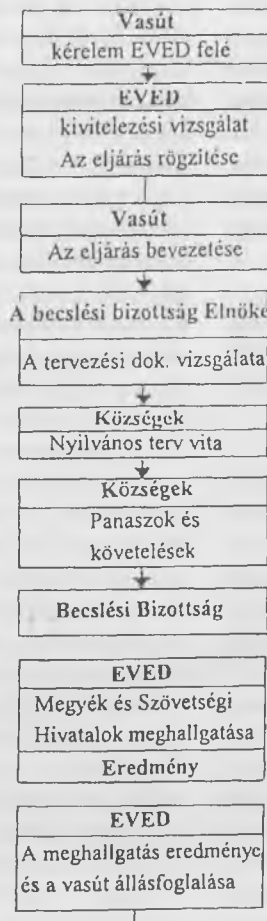 Vasút
kérelem EVED felé
EVED
kivitelezési vizsgálat
Az eljárás rögzitése
Vasút
Az eljárás bevezetése
A becslési bizottság Elnöke
A tervezési dok. vizsgálata
Községek
Nyilvános terv vita
Községek
Panaszok és
követelések
Becslési Bizottság
EVED
Megyék és Szövetségi
Hivatalok meghallgatása
Eredmény
EVED
A meghallgatás eredménye
és a vasút állásfoglalása